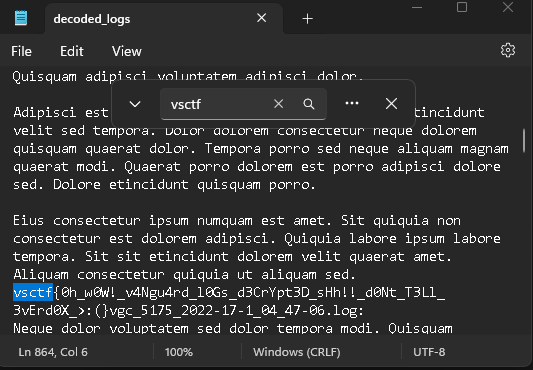 decoded_logs
File Edit View
Quisquam adipisci voluptatem adipisci dolor.
vsctf
Adipisci est etincidunt
velit sed tempora. Dolor dolorem consectetur neque dolorem
quisquam quaerat dolor. Tempora porro sed neque aliquam magnam
quaerat modi. Quaerat porro dolorem est porro adipisci dolore
sed. Dolore etincidunt quisquam porro.
Eius consectetur ipsum numquam est amet. Sit quiquia non
consectetur est dolorem adipisci. Quiquia labore ipsum labore
tempora. Sit sit etincidunt dolorem velit quaerat amet.
Aliquam consectetur quiquia ut aliquam sed.
vsctf{0h_w0W!_v4Ngu4rd_l0Gs_d3CrYpt3D_sHh!!_d0Nt_T3Ll_
3vErd0X_>:(}vgc_5175_2022-17-1_04_47-06.log:
Neque dolor voluptatem sed dolor tempora modi. Quisquam
Ln 864, Col 6 100% Windows (CRLF) UTF-8